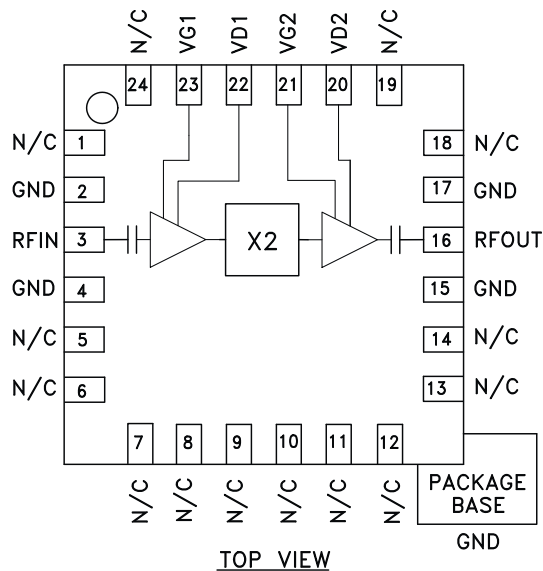 N/C VG1 VD1 VG2 VD2 N/C
24 23 22 21 20 19
N/C 1 18 N/C
GND 2 17 GND
RFIN 3 X2 16 RFOUT
GND 4 15 GND
N/C 5 14 N/C
N/C 6 13 N/C
7 8 9 10 11 12
N/C N/C N/C N/C N/C N/C
PACKAGE
BASE
GND
TOP VIEW